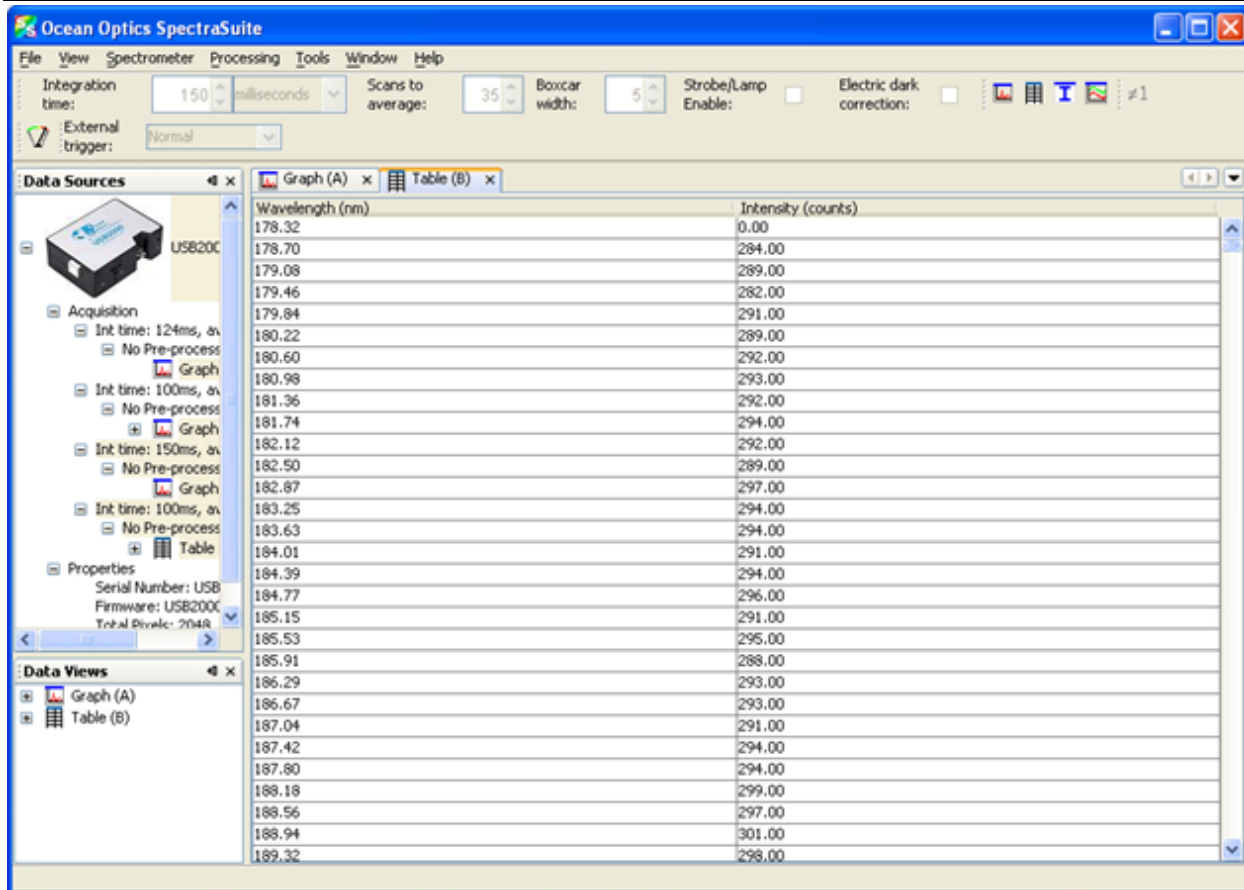 Ocean Optics SpectraSuite
File View Spectrometer Processing Tools Window Help
Integration time: 150 milliseconds Scans to average: 35 Boxcar width: 5 Strobe/Lamp Enable: Electric dark correction: ≠1
External trigger: Normal
Data Sources
USB200
Acquisition
Int time: 124ms, av
No Pre-process
Graph
Int time: 100ms, av
No Pre-process
Graph
Int time: 150ms, av
No Pre-process
Graph
Int time: 100ms, av
No Pre-process
Table
Properties
Serial Number: USB
Firmware: USB2000
Total Pixels: 2048
Data Views
Graph (A)
Table (B)
Graph (A) Table (B)
Wavelength (nm) Intensity (counts)
178.32 0.00
178.70 284.00
179.08 289.00
179.46 282.00
179.84 291.00
180.22 289.00
180.60 292.00
180.98 293.00
181.36 292.00
181.74 294.00
182.12 292.00
182.50 289.00
182.87 297.00
183.25 294.00
183.63 294.00
184.01 291.00
184.39 294.00
184.77 296.00
185.15 291.00
185.53 295.00
185.91 288.00
186.29 293.00
186.67 293.00
187.04 291.00
187.42 294.00
187.80 294.00
188.18 299.00
188.56 297.00
188.94 301.00
189.32 298.00